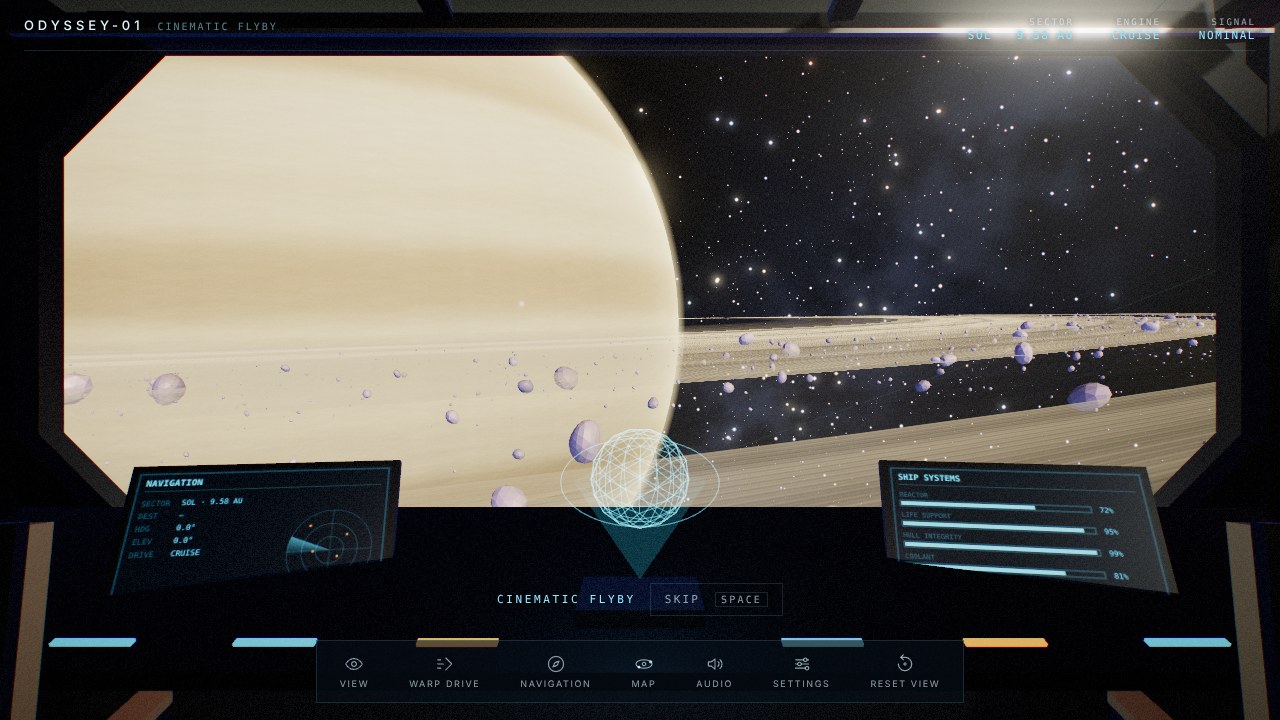 ODYSSEY-01 CINEMATIC FLYBY
SECTOR ENGINE SIGNAL
SOL - 9.58 AU CRUISE NOMINAL
NAVIGATION
SECTOR SOL - 9.58 AU
DEST -
HDG 0.0°
ELEV 0.0°
DRIVE CRUISE
SHIP SYSTEMS
REACTOR
72%
LIFE SUPPORT
95%
HULL INTEGRITY
99%
COOLANT
81%
CINEMATIC FLYBY SKIP SPACE
VIEW WARP DRIVE NAVIGATION MAP AUDIO SETTINGS RESET VIEW